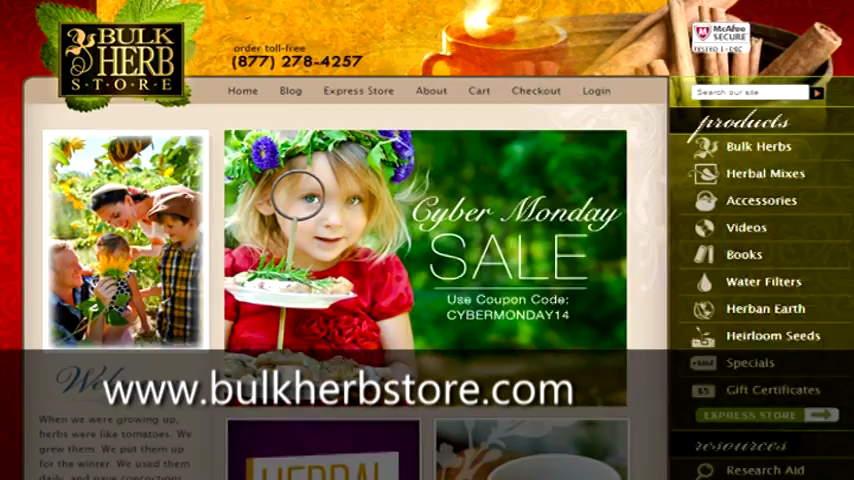 BULK
HERB
S·T·O·R·E
order toll-free
(877) 278-4257
McAfee
SECURE
Home Blog Express Store About Cart Checkout Login
Search our site
products
Bulk Herbs
Herbal Mixes
Accessories
Videos
Books
Water Filters
Herban Earth
Heirloom Seeds
Specials
Gift Certificates
EXPRESS STORE
resources
Research Aid
Cyber Monday
SALE
Use Coupon Code:
CYBERMONDAY14
www.bulkherbstore.com
When we were growing up,
herbs were like tomatoes. We
grew them. We put them up
for the winter. We used them
HERBAL